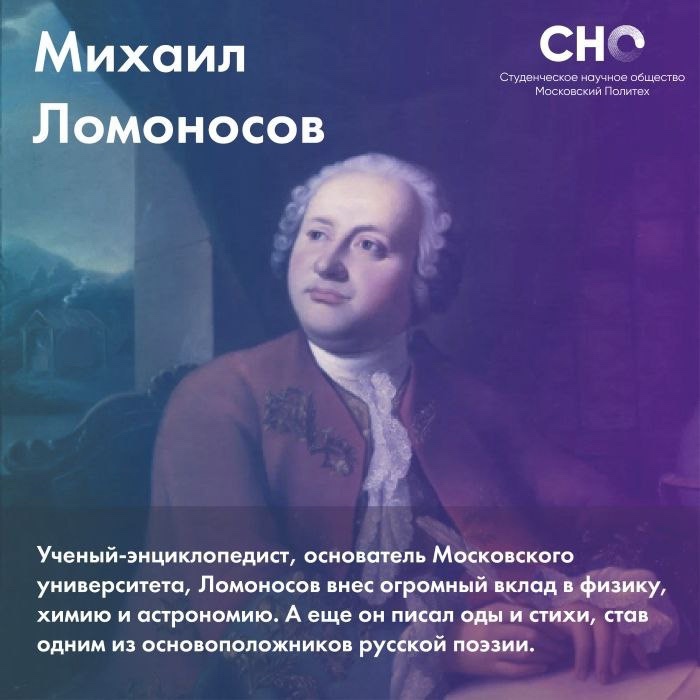 Михаил
Ломоносов
СНО
Студенческое научное общество
Московский Политех
Ученый-энциклопедист, основатель Московского
университета, Ломоносов внес огромный вклад в физику,
химию и астрономию. А еще он писал оды и стихи, став
одним из основоположников русской поэзии.